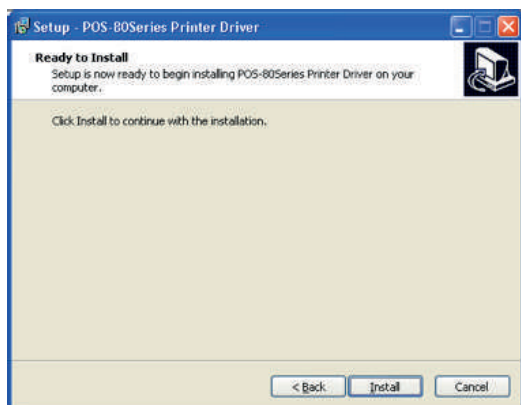 Setup - POS-80Series Printer Driver
Ready to Install
Setup is now ready to begin installing POS-80Series Printer Driver on your
computer.
Click Install to continue with the installation.
< Back
Install
Cancel